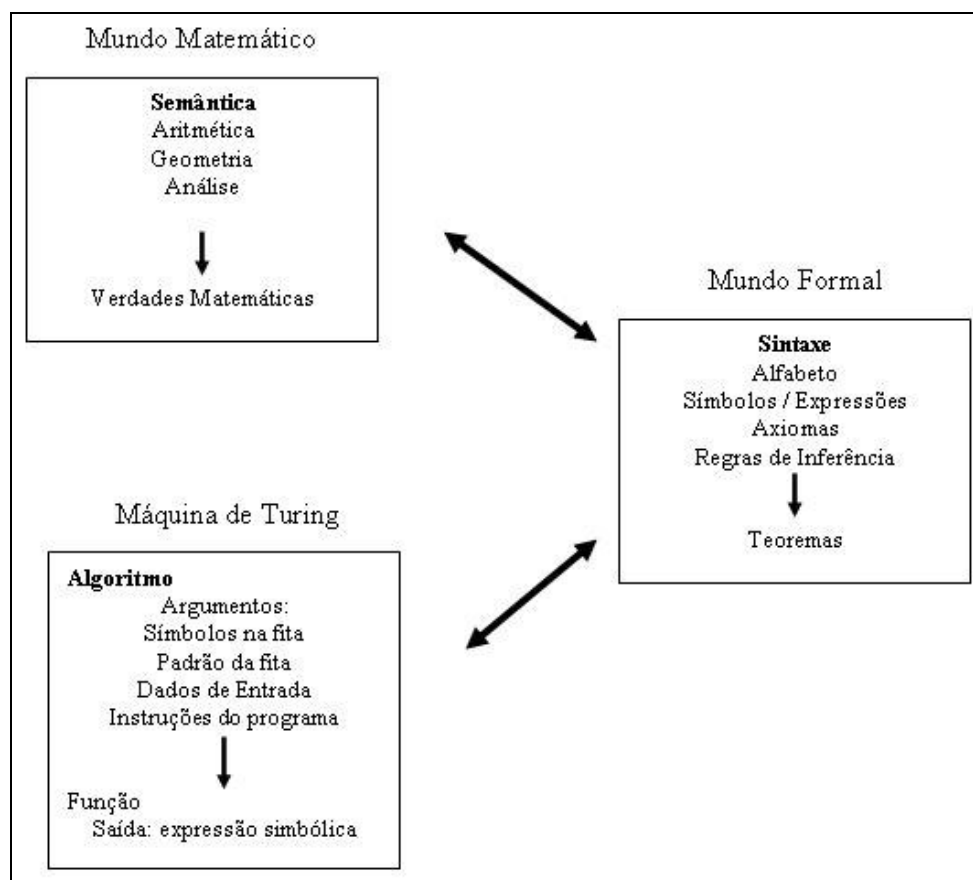 Mundo Matemático
Semântica
Aritmética
Geometria
Análise
Verdades Matemáticas
Mundo Formal
Sintaxe
Alfabeto
Símbolos / Expressões
Axiomas
Regras de Inferência
Teoremas
Máquina de Turing
Algoritmo
Argumentos:
Símbolos na fita
Padrão da fita
Dados de Entrada
Instruções do programa
Função
Saída: expressão simbólica